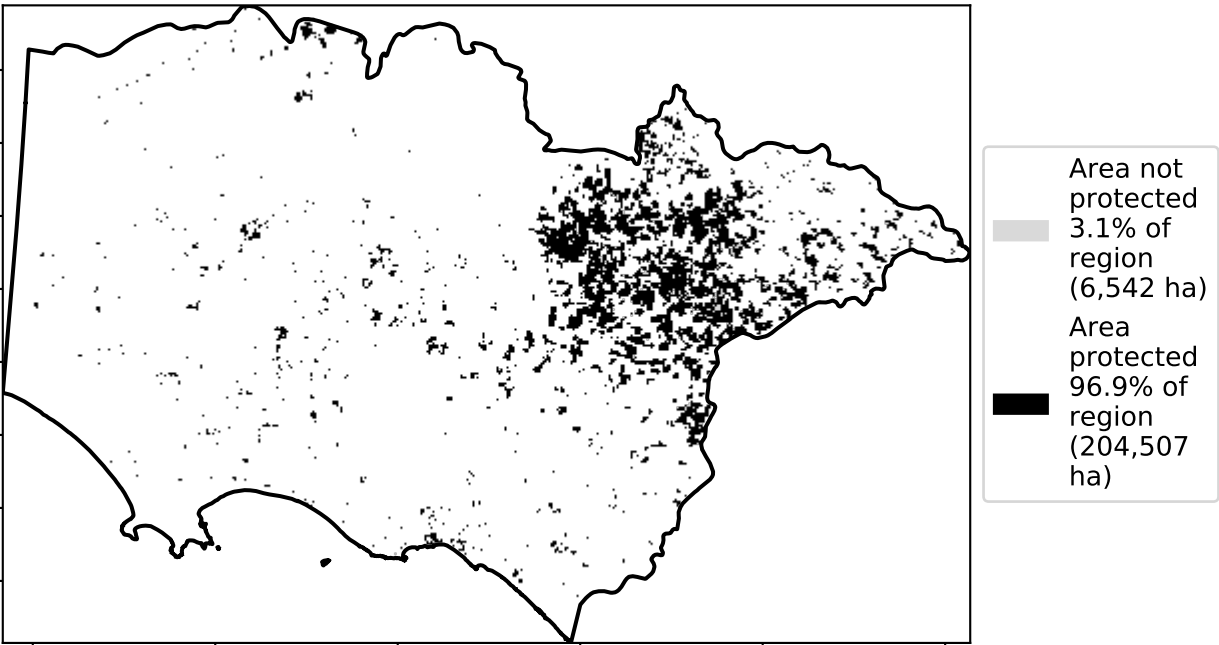 Area not
protected
3.1% of
region
(6,542 ha)
Area
protected
96.9% of
region
(204,507
ha)